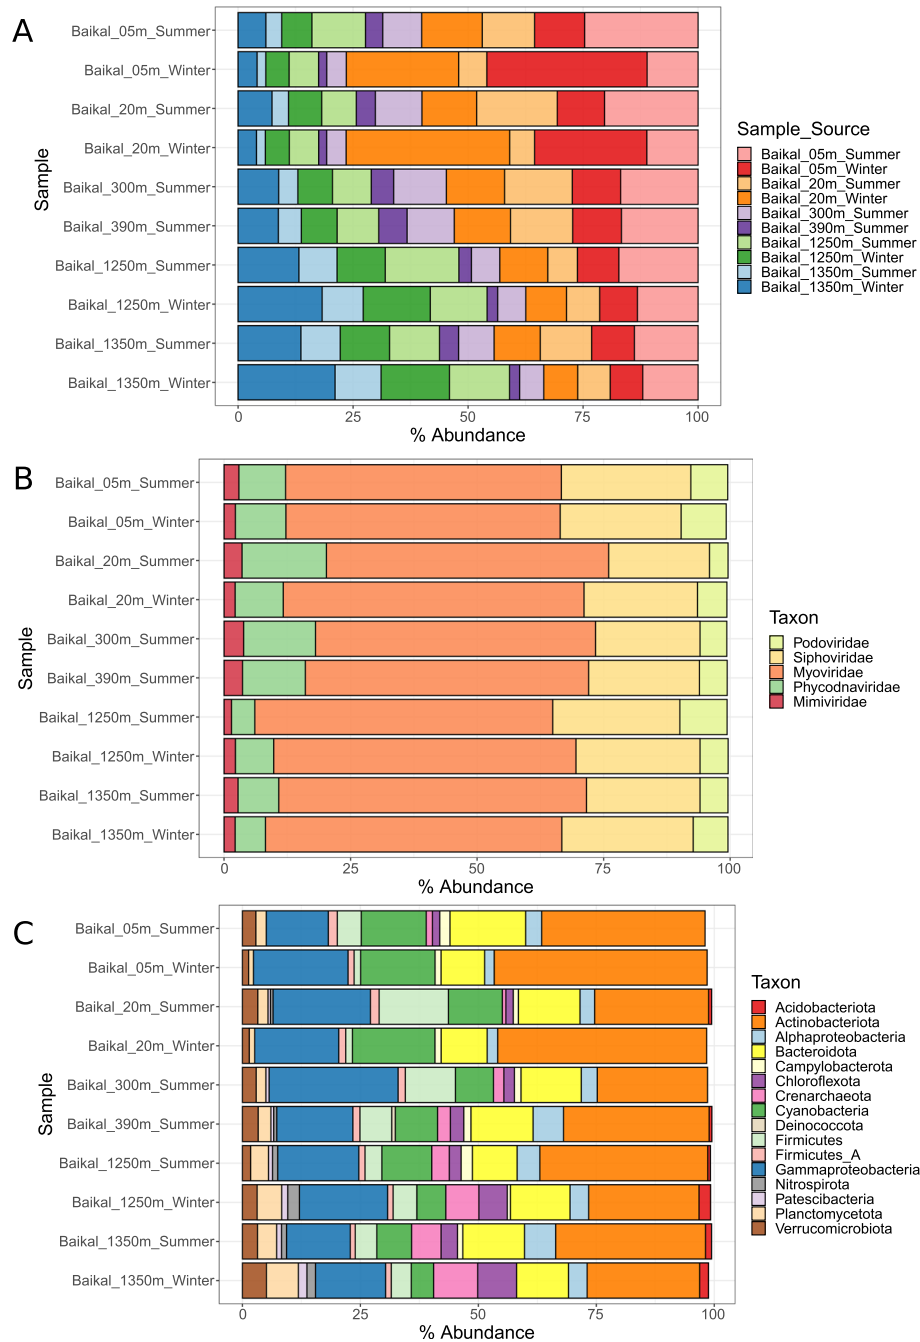 A
Sample
Baikal_05m_Summer
Baikal_05m_Winter
Baikal_20m_Summer
Baikal_20m_Winter
Baikal_300m_Summer
Baikal_390m_Summer
Baikal_1250m_Summer
Baikal_1250m_Winter
Baikal_1350m_Summer
Baikal_1350m_Winter
0 25 50 75 100
% Abundance
Sample_Source
Baikal_05m_Summer
Baikal_05m_Winter
Baikal_20m_Summer
Baikal_20m_Winter
Baikal_300m_Summer
Baikal_390m_Summer
Baikal_1250m_Summer
Baikal_1250m_Winter
Baikal_1350m_Summer
Baikal_1350m_Winter
B
Sample
Baikal_05m_Summer
Baikal_05m_Winter
Baikal_20m_Summer
Baikal_20m_Winter
Baikal_300m_Summer
Baikal_390m_Summer
Baikal_1250m_Summer
Baikal_1250m_Winter
Baikal_1350m_Summer
Baikal_1350m_Winter
0 25 50 75 100
% Abundance
Taxon
Podoviridae
Siphoviridae
Myoviridae
Phycodnaviridae
Mimiviridae
C
Sample
Baikal_05m_Summer
Baikal_05m_Winter
Baikal_20m_Summer
Baikal_20m_Winter
Baikal_300m_Summer
Baikal_390m_Summer
Baikal_1250m_Summer
Baikal_1250m_Winter
Baikal_1350m_Summer
Baikal_1350m_Winter
0 25 50 75 100
% Abundance
Taxon
Acidobacteriota
Actinobacteriota
Alphaproteobacteria
Bacteroidota
Campylobacterota
Chloroflexota
Crenarchaeota
Cyanobacteria
Deinococcota
Firmicutes
Firmicutes_A
Gammaproteobacteria
Nitrospirota
Patescibacteria
Planctomycetota
Verrucomicrobiota